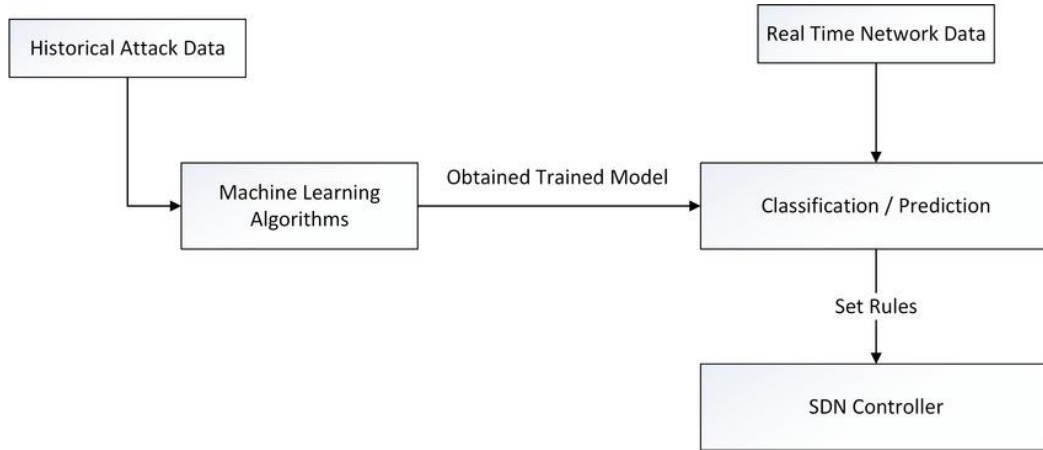 Historical Attack Data
Real Time Network Data
Machine Learning
Algorithms
Obtained Trained Model
Classification / Prediction
Set Rules
SDN Controller